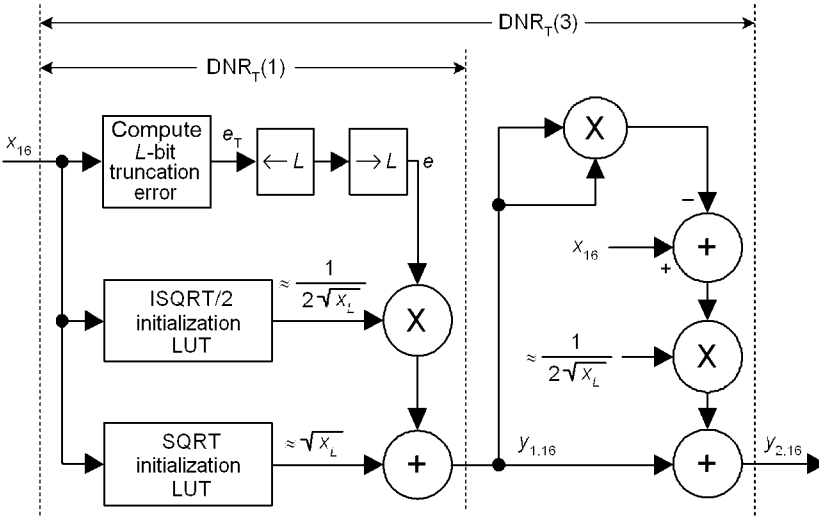 DNR_T(3)
DNR_T(1)
x_16
Compute
L-bit
truncation
error
e_T
← L
→ L
e
X
X
−
x_16
+
+
ISQRT/2
initialization
LUT
≈ 1/(2√x_L)
X
≈ 1/(2√x_L)
X
SQRT
initialization
LUT
≈ √x_L
+
y_1,16
+
y_2,16